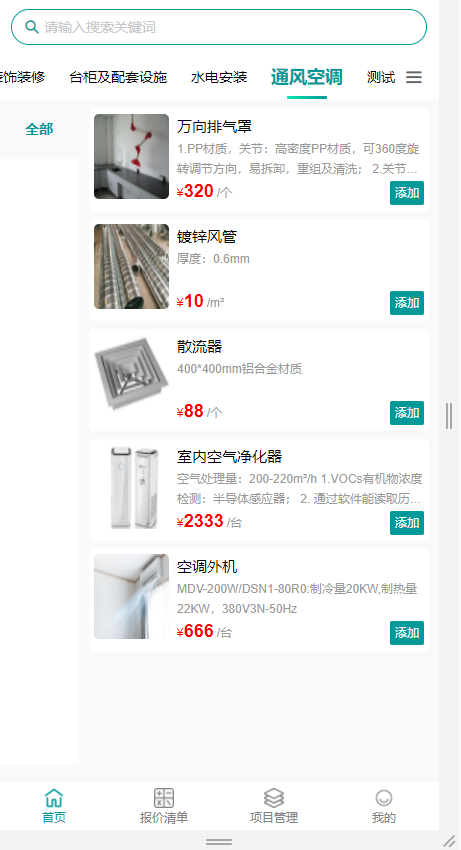 请输入搜索关键词
装饰装修 台柜及配套设施 水电安装 通风空调 测试
全部
万向排气罩
1.PP材质，关节：高密度PP材质，可360度旋
转调节方向，易拆卸，重组及清洗； 2.关节...
¥320 /个
添加
镀锌风管
厚度：0.6mm
¥10 /m²
添加
散流器
400*400mm铝合金材质
¥88 /个
添加
室内空气净化器
空气处理量：200-220m³/h 1.VOCs有机物浓度
检测：半导体感应器； 2. 通过软件能读取历...
¥2333 /台
添加
空调外机
MDV-200W/DSN1-80R0:制冷量20KW,制热量
22KW，380V3N-50Hz
¥666 /台
添加
首页 报价清单 项目管理 我的